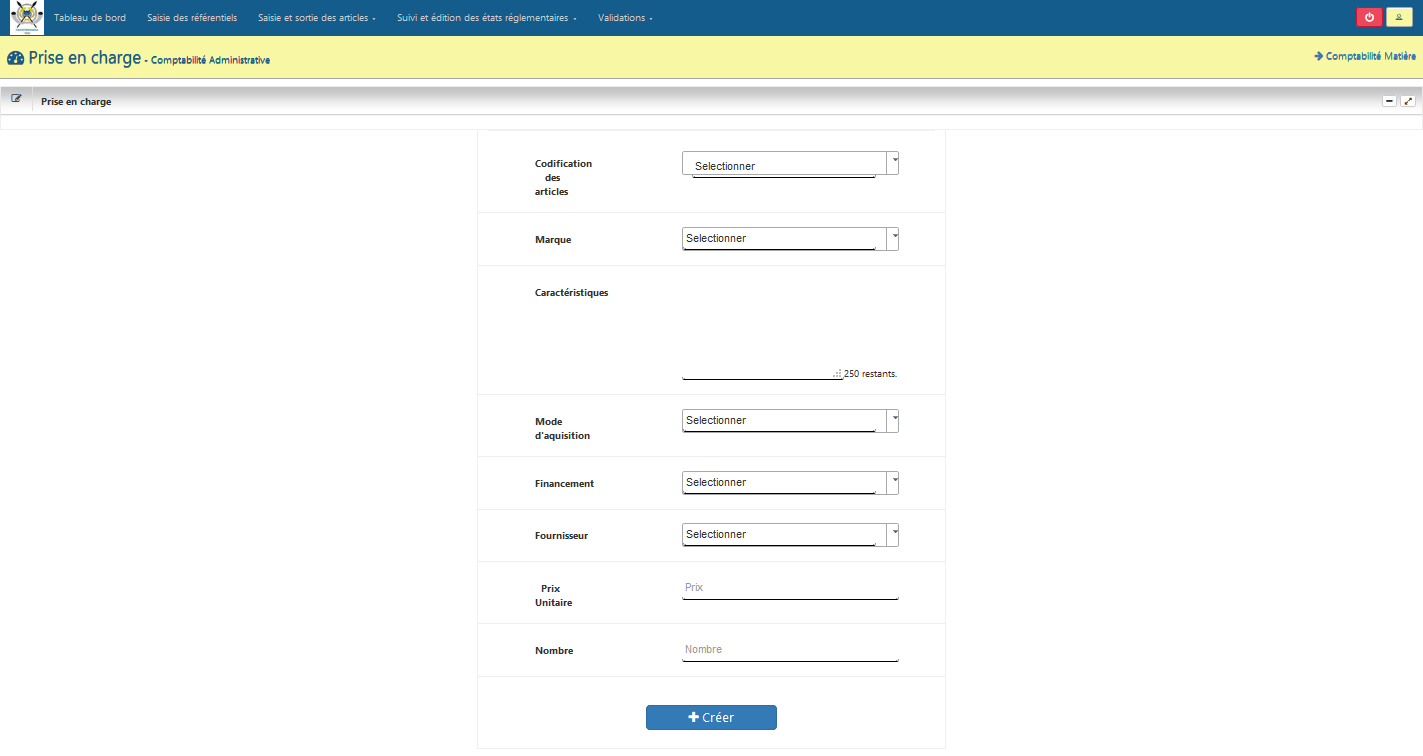 Tableau de bord Saisie des référentiels Saisie et sortie des articles Suivi et édition des états réglementaires Validations
Prise en charge - Comptabilité Administrative
Comptabilité Matière
Prise en charge
Codification
des
articles
Selectionner
Marque
Selectionner
Caractéristiques
250 restants.
Mode
d'aquisition
Selectionner
Financement
Selectionner
Fournisseur
Selectionner
Prix
Unitaire
Prix
Nombre
Nombre
Créer